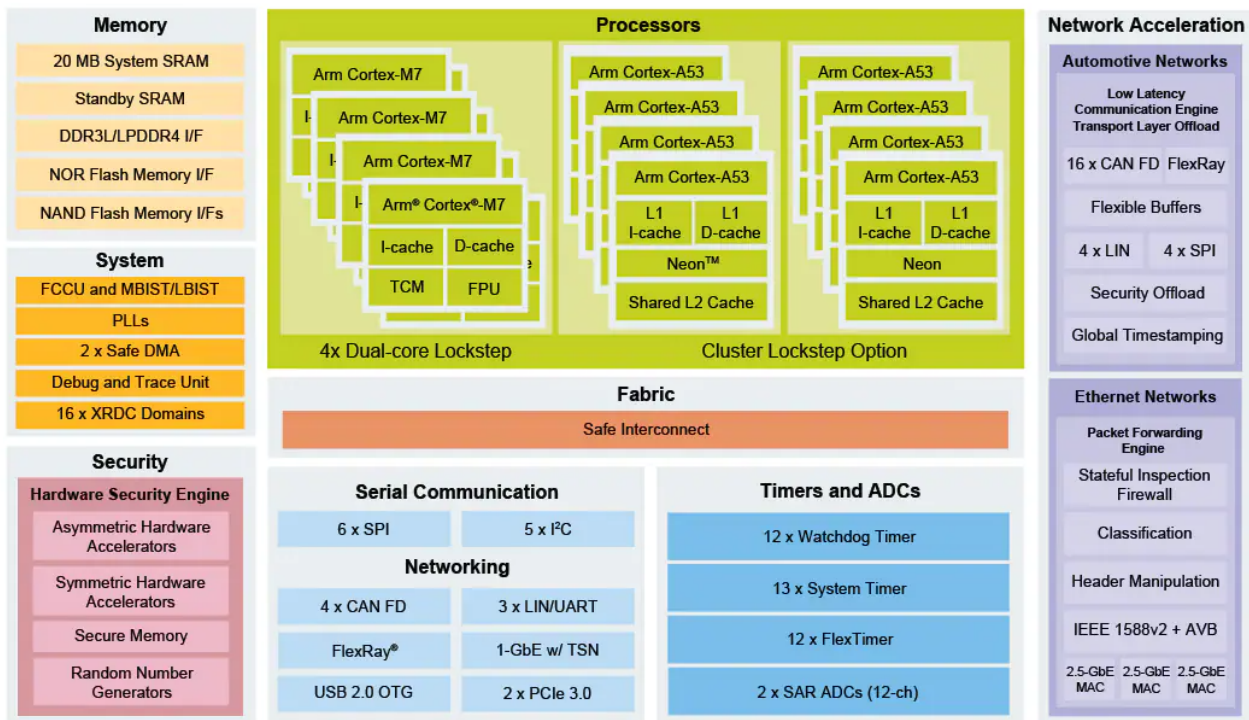 Memory
20 MB System SRAM
Standby SRAM
DDR3L/LPDDR4 I/F
NOR Flash Memory I/F
NAND Flash Memory I/Fs
System
FCCU and MBIST/LBIST
PLLs
2 x Safe DMA
Debug and Trace Unit
16 x XRDC Domains
Security
Hardware Security Engine
Asymmetric Hardware
Accelerators
Symmetric Hardware
Accelerators
Secure Memory
Random Number
Generators
Processors
Arm Cortex-M7
Arm Cortex-M7
Arm Cortex-M7
Arm® Cortex®-M7
I-cache
D-cache
TCM
FPU
4x Dual-core Lockstep
Arm Cortex-A53
Arm Cortex-A53
Arm Cortex-A53
Arm Cortex-A53
L1
I-cache
L1
D-cache
Neon™
Shared L2 Cache
Arm Cortex-A53
Arm Cortex-A53
Arm Cortex-A53
Arm Cortex-A53
L1
I-cache
L1
D-cache
Neon
Shared L2 Cache
Cluster Lockstep Option
Fabric
Safe Interconnect
Serial Communication
6 x SPI
5 x I²C
Networking
4 x CAN FD
3 x LIN/UART
FlexRay®
1-GbE w/ TSN
USB 2.0 OTG
2 x PCIe 3.0
Timers and ADCs
12 x Watchdog Timer
13 x System Timer
12 x FlexTimer
2 x SAR ADCs (12-ch)
Network Acceleration
Automotive Networks
Low Latency
Communication Engine
Transport Layer Offload
16 x CAN FD
FlexRay
Flexible Buffers
4 x LIN
4 x SPI
Security Offload
Global Timestamping
Ethernet Networks
Packet Forwarding
Engine
Stateful Inspection
Firewall
Classification
Header Manipulation
IEEE 1588v2 + AVB
2.5-GbE
MAC
2.5-GbE
MAC
2.5-GbE
MAC